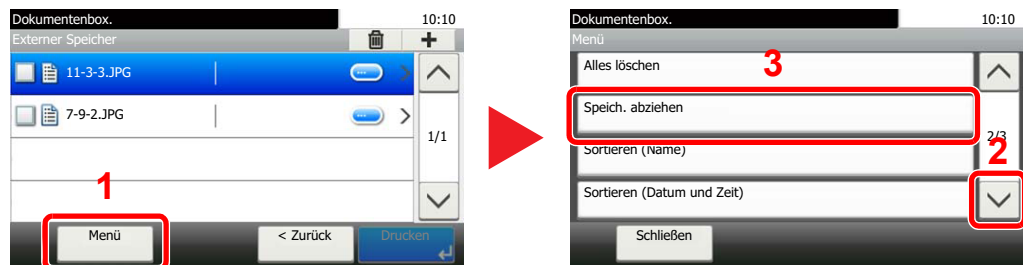 Dokumentenbox. 10:10
Externer Speicher
11-3-3.JPG
7-9-2.JPG
1/1
1
Menü < Zurück Drucken
Dokumentenbox. 10:10
Menü
Alles löschen
3
Speich. abziehen
2/3
Sortieren (Name)
2
Sortieren (Datum und Zeit)
Schließen